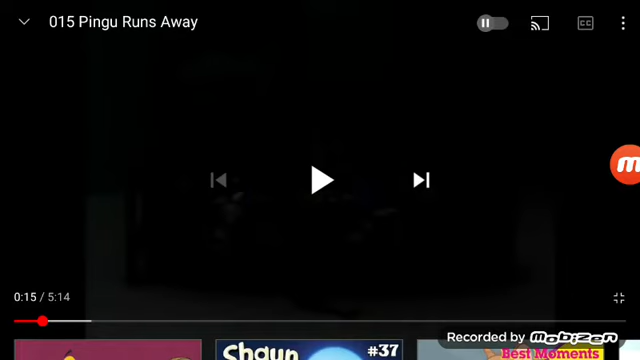 015 Pingu Runs Away
CC
0:15 / 5:14
Shaun
#37
Best Moments
Recorded by mobizen